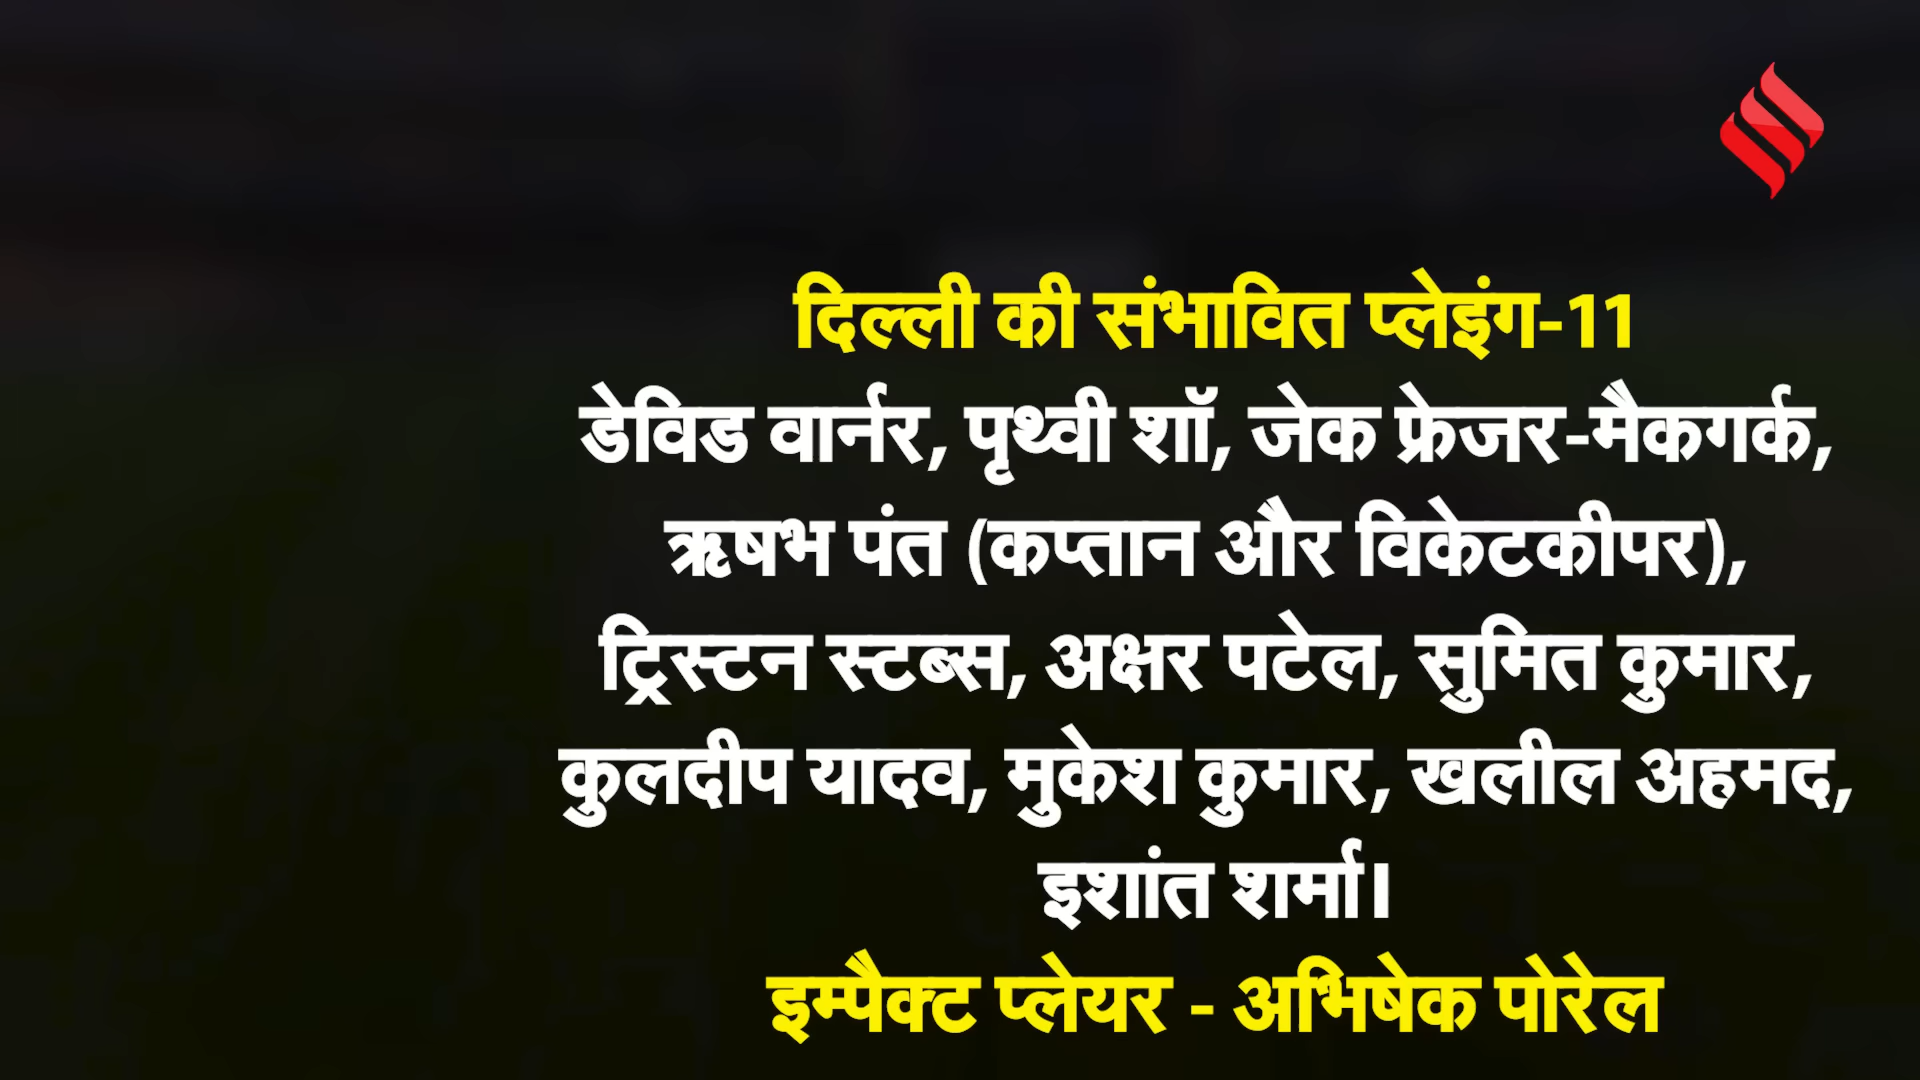 दिल्ली की संभावित प्लेइंग-11
डेविड वार्नर, पृथ्वी शॉ, जेक फ्रेजर-मैकगर्क,
ऋषभ पंत (कप्तान और विकेटकीपर),
ट्रिस्टन स्टब्स, अक्षर पटेल, सुमित कुमार,
कुलदीप यादव, मुकेश कुमार, खलील अहमद,
इशांत शर्मा।
इम्पैक्ट प्लेयर - अभिषेक पोरेल